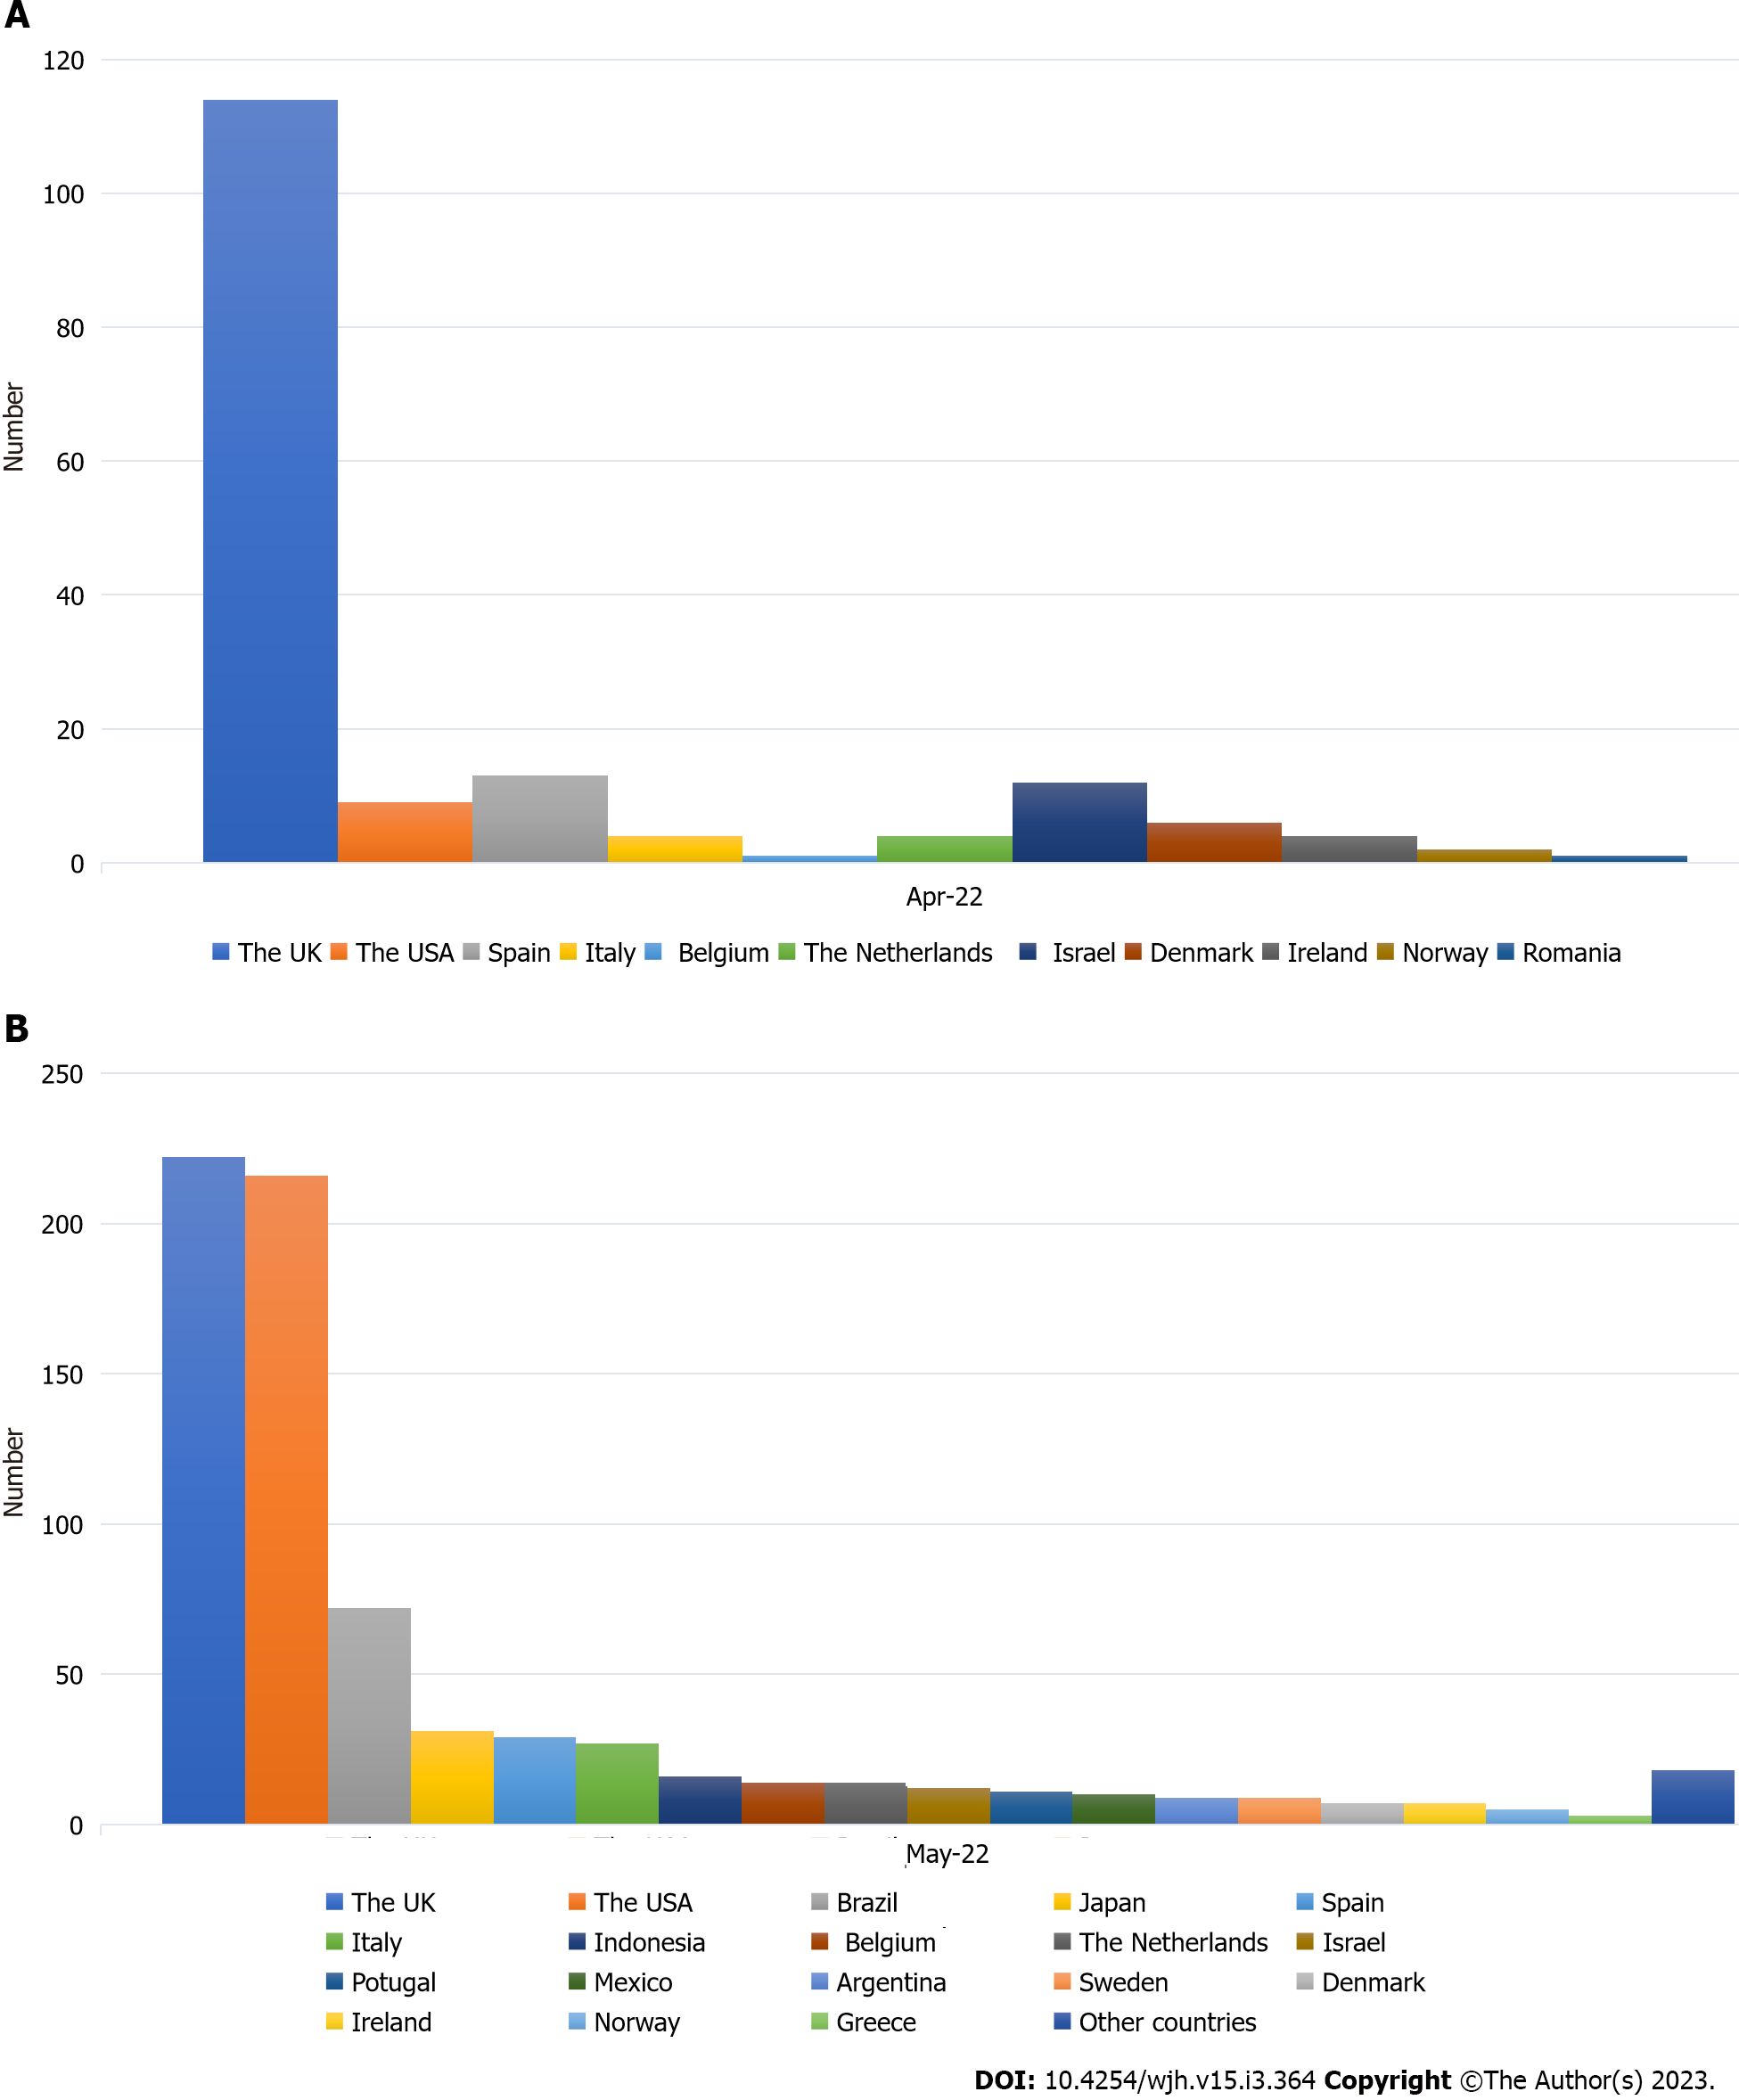 A
120
100
80
60
40
20
0
Number
Apr-22
The UK The USA Spain Italy Belgium The Netherlands Israel Denmark Ireland Norway Romania
B
250
200
150
100
50
0
Number
May-22
The UK The USA Brazil Japan Spain
Italy Indonesia Belgium The Netherlands Israel
Potugal Mexico Argentina Sweden Denmark
Ireland Norway Greece Other countries
DOI: 10.4254/wjh.v15.i3.364 Copyright ©The Author(s) 2023.